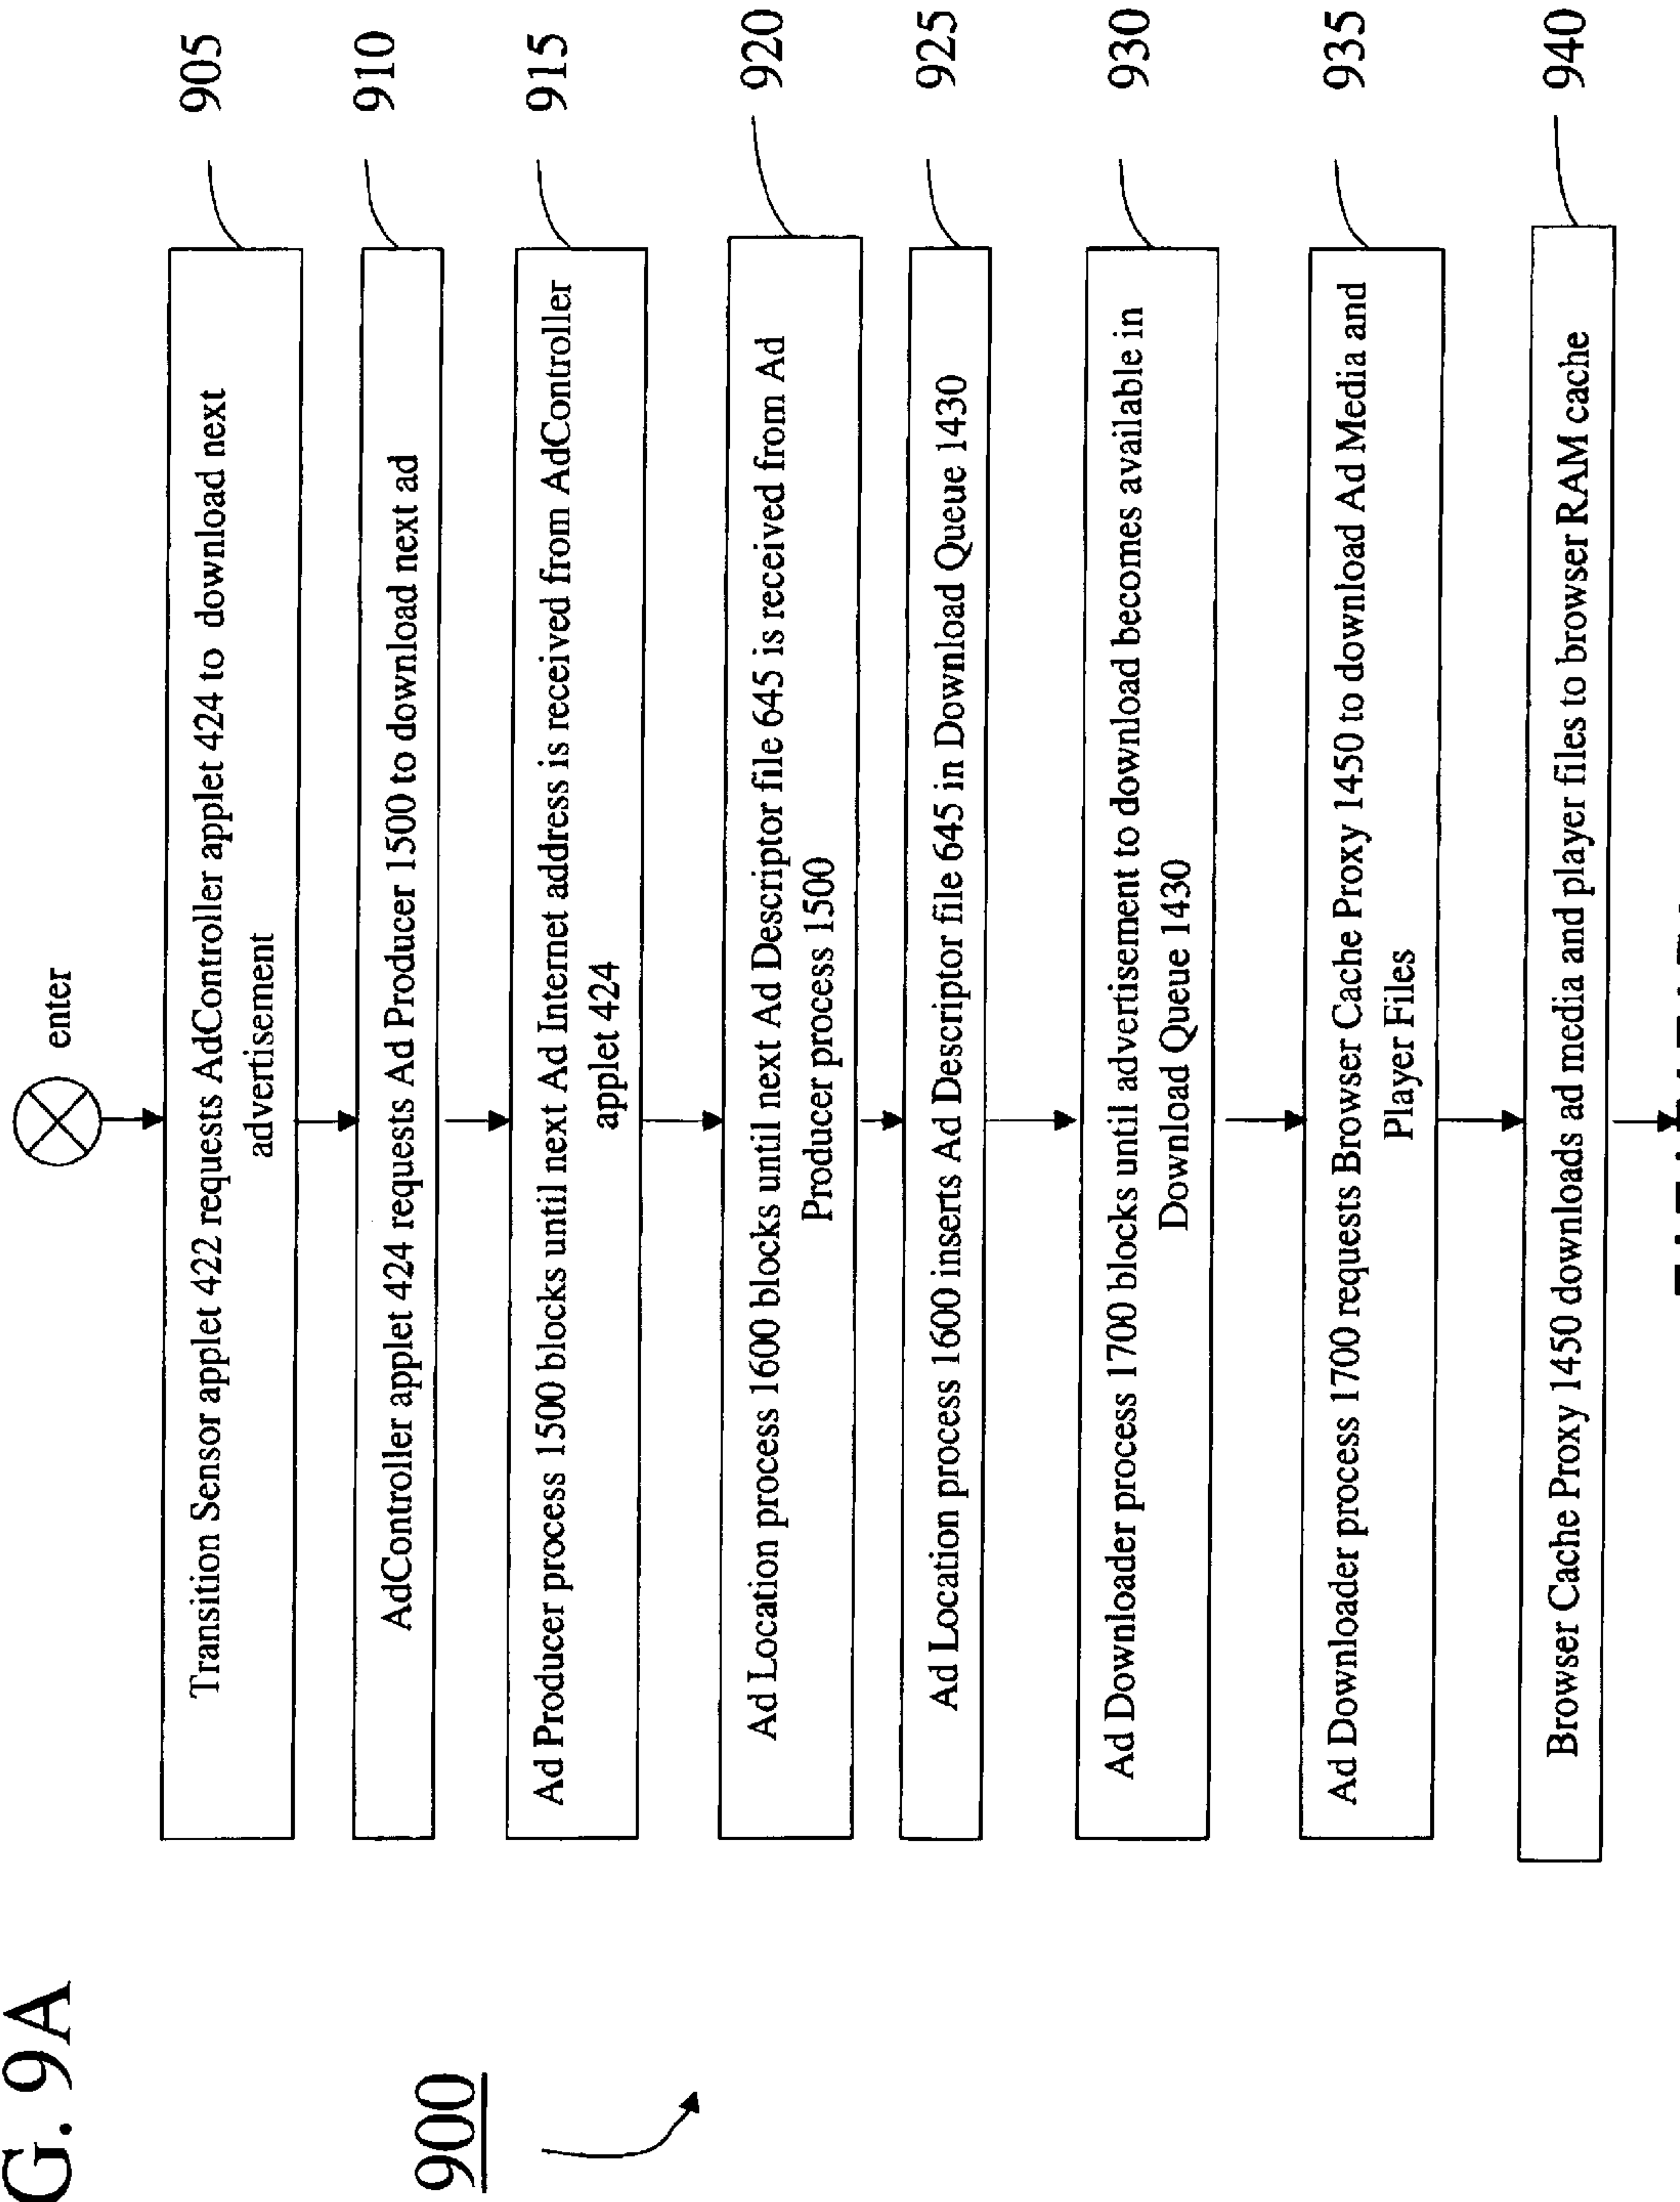 G. 9A
900
enter
Transition Sensor applet 422 requests AdController applet 424 to download next
advertisement
905
AdController applet 424 requests Ad Producer 1500 to download next ad
910
Ad Producer process 1500 blocks until next Ad Internet address is received from AdController
applet 424
915
Ad Location process 1600 blocks until next Ad Descriptor file 645 is received from Ad
Producer process 1500
920
Ad Location process 1600 inserts Ad Descriptor file 645 in Download Queue 1430
925
Ad Downloader process 1700 blocks until advertisement to download becomes available in
Download Queue 1430
930
Ad Downloader process 1700 requests Browser Cache Proxy 1450 to download Ad Media and
Player Files
935
Browser Cache Proxy 1450 downloads ad media and player files to browser RAM cache
940